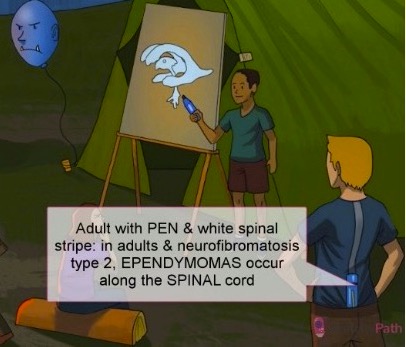 Adult with PEN & white spinal
stripe: in adults & neurofibromatosis
type 2, EPENDYMOMAS occur
along the SPINAL cord
Path